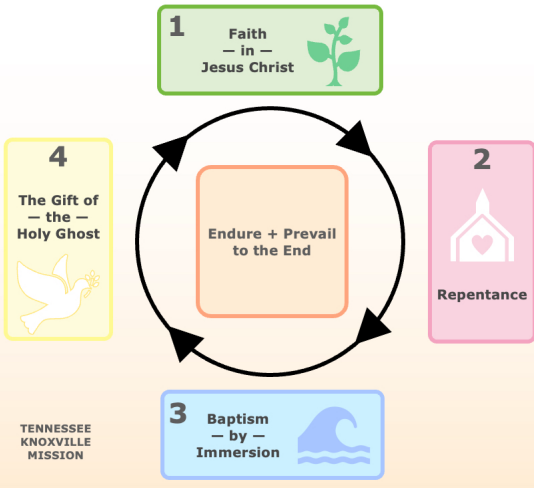 1
Faith
— in —
Jesus Christ
2
Repentance
3
Baptism
— by —
Immersion
4
The Gift of
— the —
Holy Ghost
Endure + Prevail
to the End
TENNESSEE
KNOXVILLE
MISSION